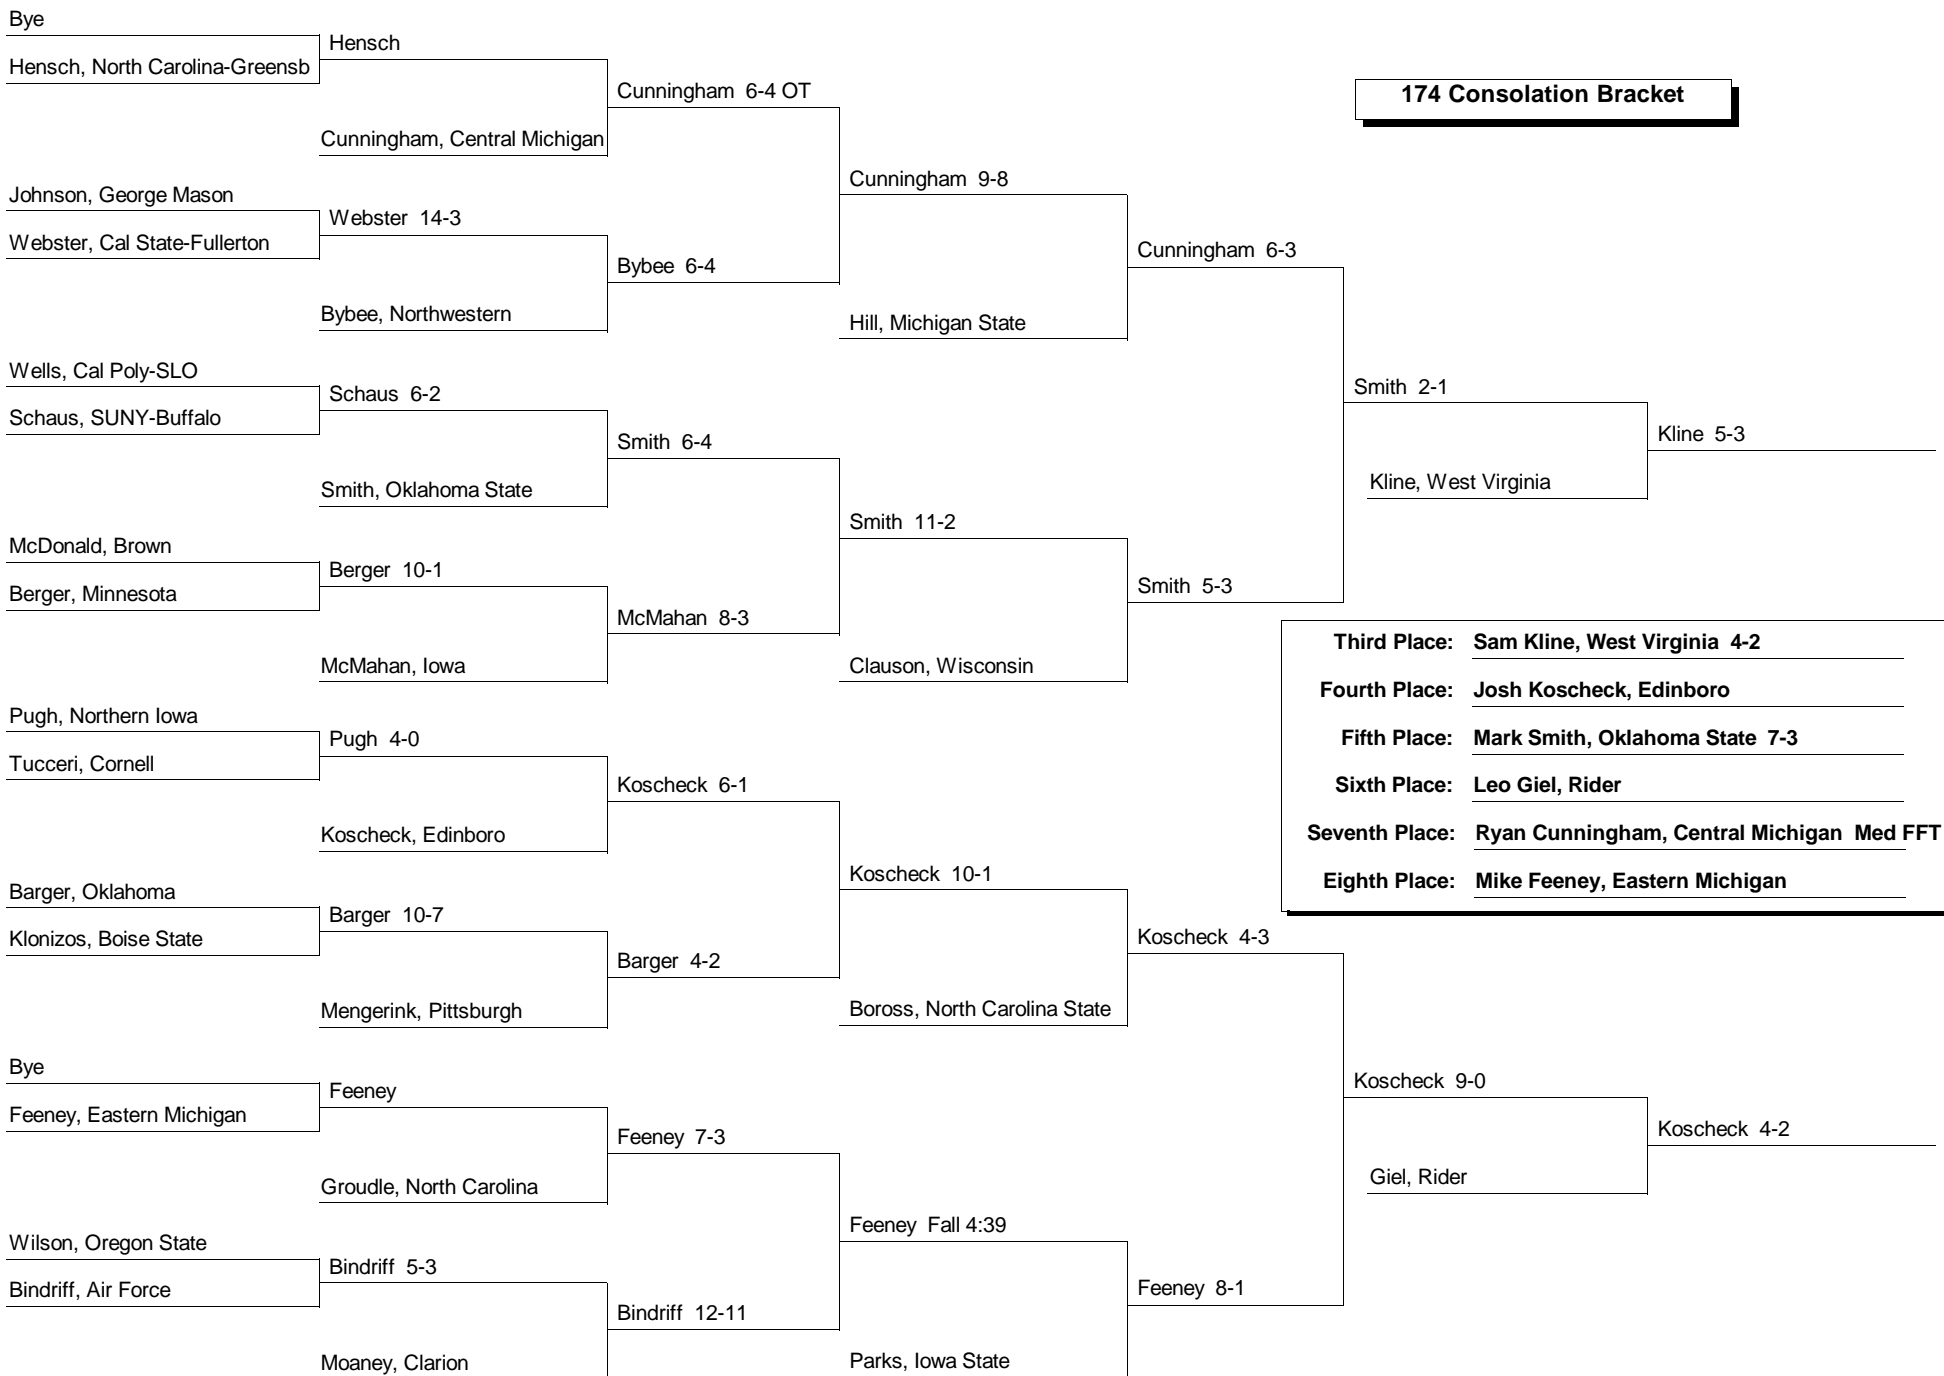 Bye
Hensch
Hensch, North Carolina-Greensb
Cunningham 6-4 OT
174 Consolation Bracket
Cunningham, Central Michigan
Cunningham 9-8
Johnson, George Mason
Webster 14-3
Webster, Cal State-Fullerton
Cunningham 6-3
Bybee 6-4
Bybee, Northwestern
Hill, Michigan State
Wells, Cal Poly-SLO
Smith 2-1
Schaus 6-2
Schaus, SUNY-Buffalo
Kline 5-3
Smith 6-4
Kline, West Virginia
Smith, Oklahoma State
Smith 11-2
McDonald, Brown
Berger 10-1
Smith 5-3
Berger, Minnesota
McMahan 8-3
McMahan, Iowa
Clauson, Wisconsin
Third Place: Sam Kline, West Virginia 4-2
Fourth Place: Josh Koscheck, Edinboro
Fifth Place: Mark Smith, Oklahoma State 7-3
Sixth Place: Leo Giel, Rider
Seventh Place: Ryan Cunningham, Central Michigan Med FFT
Eighth Place: Mike Feeney, Eastern Michigan
Pugh, Northern Iowa
Pugh 4-0
Tucceri, Cornell
Koscheck 6-1
Koscheck, Edinboro
Koscheck 10-1
Barger, Oklahoma
Barger 10-7
Klonizos, Boise State
Koscheck 4-3
Barger 4-2
Mengerink, Pittsburgh
Boross, North Carolina State
Bye
Koscheck 9-0
Feeney
Feeney, Eastern Michigan
Koscheck 4-2
Feeney 7-3
Giel, Rider
Groudle, North Carolina
Feeney Fall 4:39
Wilson, Oregon State
Bindriff 5-3
Bindriff, Air Force
Feeney 8-1
Bindriff 12-11
Moaney, Clarion
Parks, Iowa State